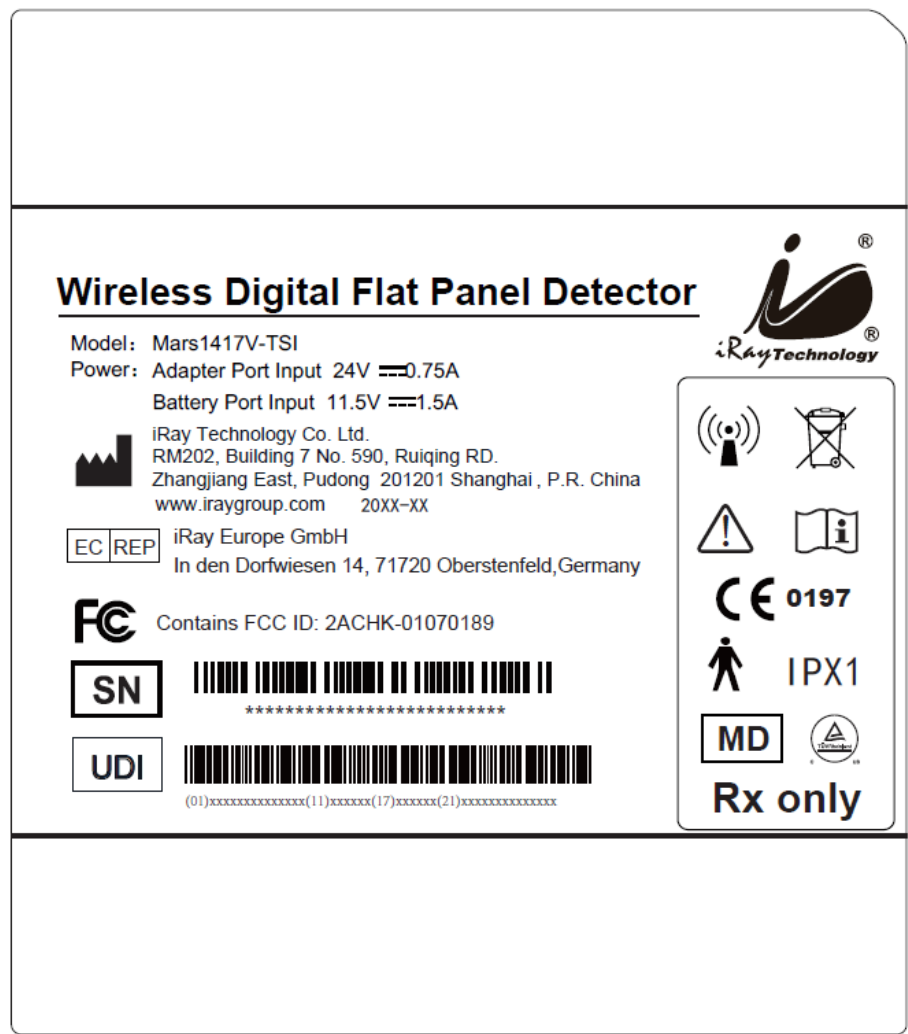 Wireless Digital Flat Panel Detector
®
®
iRayTechnology
Model: Mars1417V-TSI
Power: Adapter Port Input 24V 0.75A
Battery Port Input 11.5V 1.5A
iRay Technology Co. Ltd.
RM202, Building 7 No. 590, Ruiqing RD.
Zhangjiang East, Pudong 201201 Shanghai , P.R. China
www.iraygroup.com 20XX-XX
EC REP
iRay Europe GmbH
In den Dorfwiesen 14, 71720 Oberstenfeld,Germany
FC Contains FCC ID: 2ACHK-01070189
SN
**************************
UDI
(01)xxxxxxxxxxxxxx(11)xxxxxx(17)xxxxxx(21)xxxxxxxxxxxxxx
i
CE 0197
IPX1
MD
Rx only